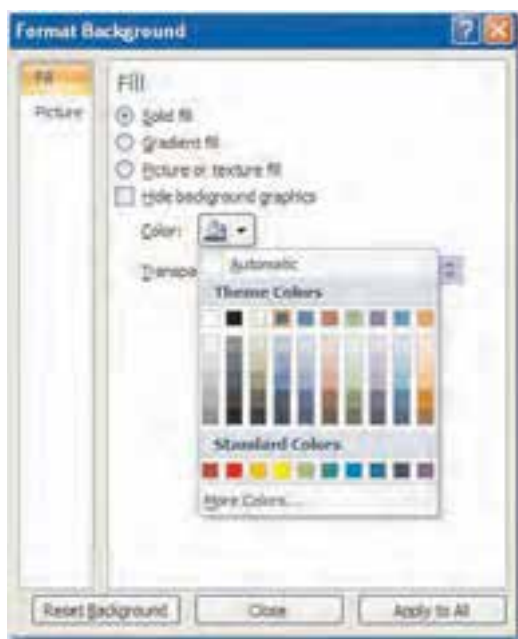 Format Background
Fill
Picture
Fill
Solid fill
Gradient fill
Picture or texture fill
Hide background graphics
Color:
Transpa
Automatic
Theme Colors
Standard Colors
More Colors...
Reset Background
Close
Apply to All